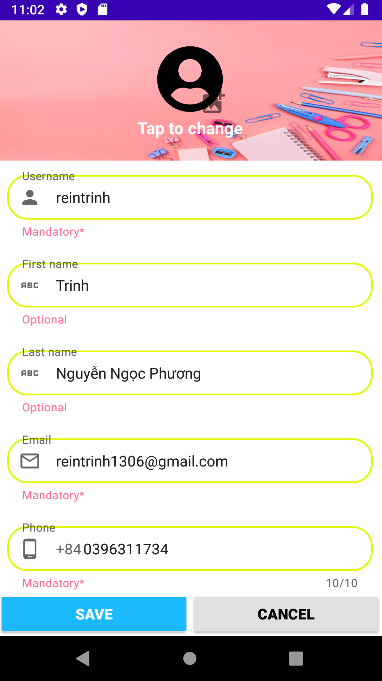 11:02
Tap to change
Username
reintrinh
Mandatory*
First name
ABC
Trinh
Optional
Last name
ABC
Nguyễn Ngọc Phương
Optional
Email
reintrinh1306@gmail.com
Mandatory*
Phone
+84 0396311734
Mandatory* 10/10
SAVE CANCEL